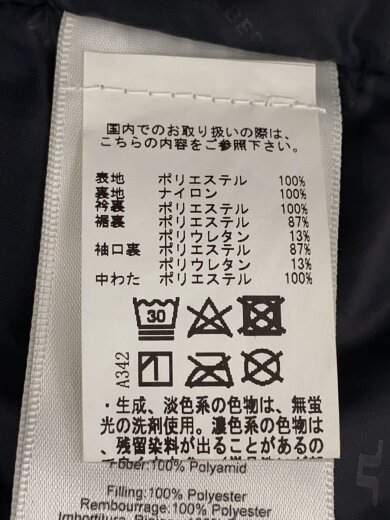 国内でのお取り扱いの際は、
こちらの内容をご参照下さい。
表地 ポリエステル 100%
裏地 ナイロン 100%
衿裏 ポリエステル 100%
裾裏 ポリエステル 87%
ポリウレタン 13%
袖口裏 ポリエステル 87%
ポリウレタン 13%
中わた ポリエステル 100%
30
A342
・生成、淡色系の色物は、無蛍
光の洗剤使用。濃色系の色物は
、残留染料が出ることがあるの
100% Polyamid
Filling:100% Polyester
Rembourrage:100% Polyester